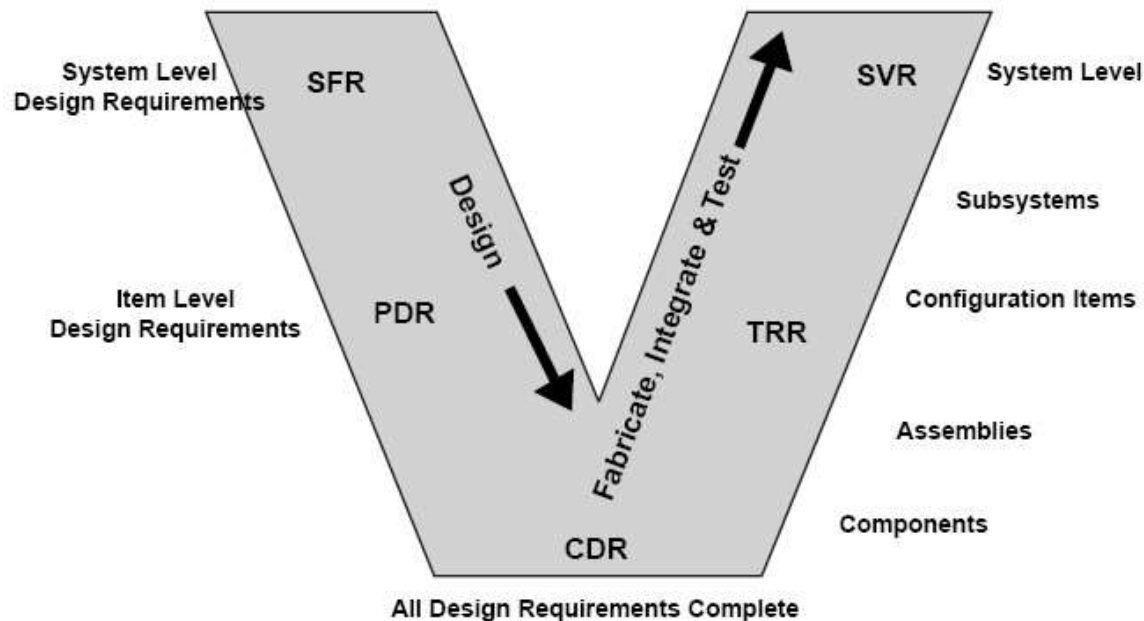 System Level
Design Requirements
SFR
SVR
System Level
Design
Fabricate, Integrate & Test
Subsystems
Item Level
Design Requirements
PDR
TRR
Configuration Items
Assemblies
Components
CDR
All Design Requirements Complete